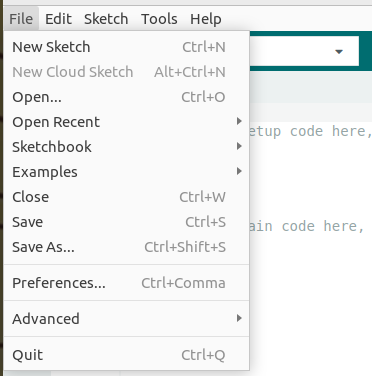 File Edit Sketch Tools Help
New Sketch Ctrl+N
New Cloud Sketch Alt+Ctrl+N
Open... Ctrl+O
Open Recent
etup code here,
Sketchbook
Examples
Close Ctrl+W
Save Ctrl+S
ain code here,
Save As... Ctrl+Shift+S
Preferences... Ctrl+Comma
Advanced
Quit Ctrl+Q